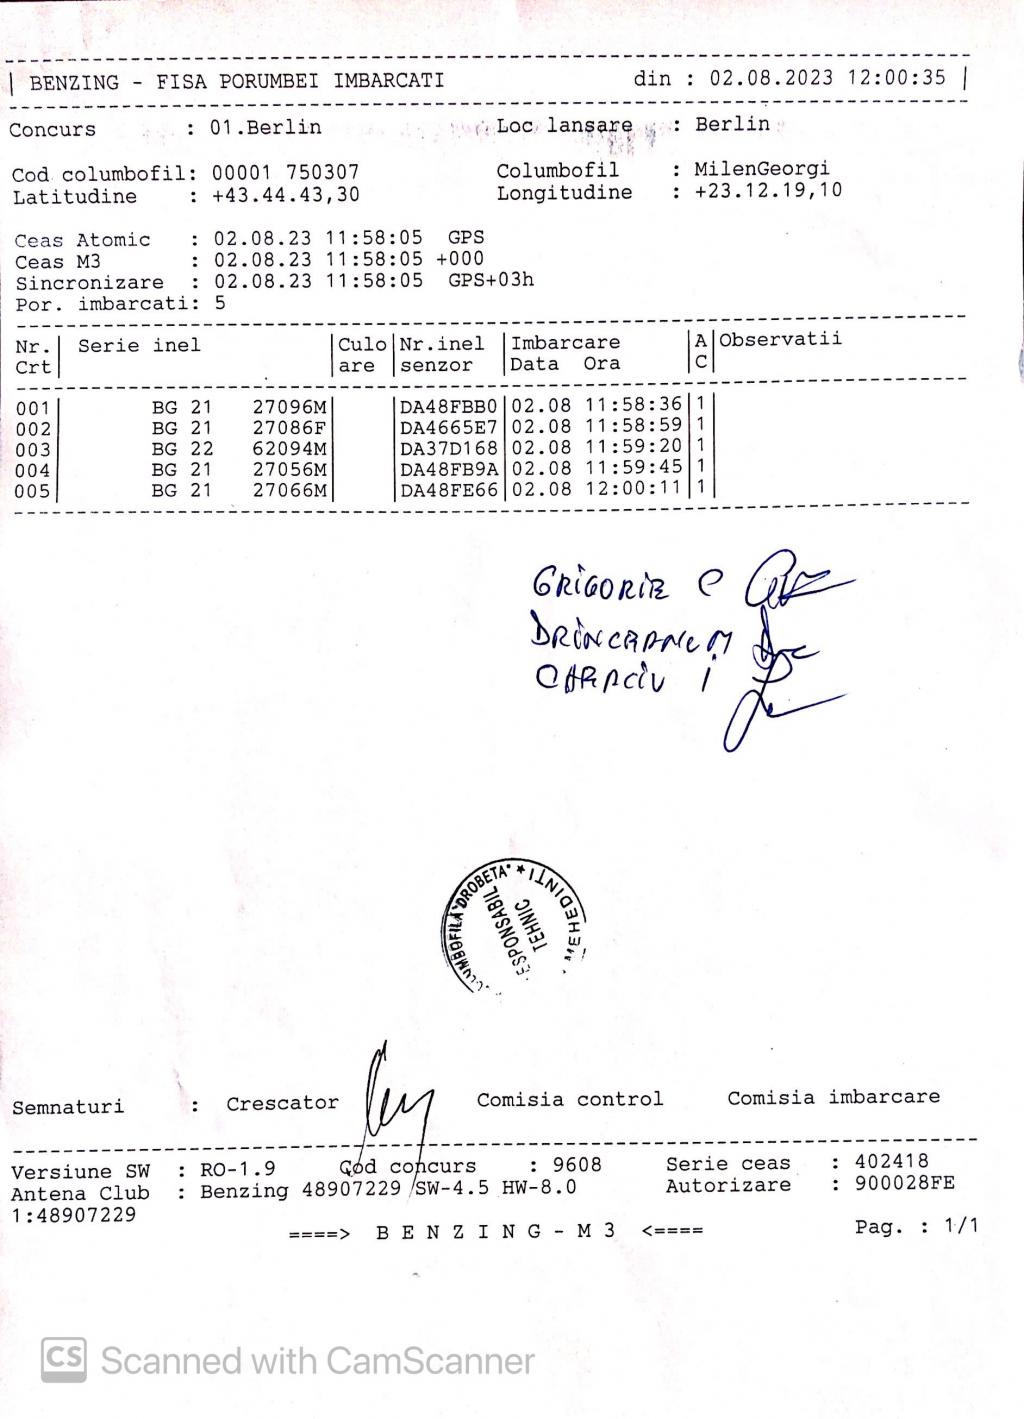 BENZING - FISA PORUMBEI IMBARCATI din : 02.08.2023 12:00:35
Concurs : 01.Berlin Loc lansare : Berlin
Cod columbofil: 00001 750307 Columbofil : MilenGeorgi
Latitudine : +43.44.43,30 Longitudine : +23.12.19,10
Ceas Atomic : 02.08.23 11:58:05 GPS
Ceas M3 : 02.08.23 11:58:05 +000
Sincronizare : 02.08.23 11:58:05 GPS+03h
Por. imbarcati: 5
Nr. | Serie inel | Culo | Nr.inel | Imbarcare | A | Observatii
Crt | | are | senzor | Data Ora | C |
001 | BG 21 27096M | | DA48FBB0 | 02.08 11:58:36 | 1 |
002 | BG 21 27086F | | DA4665E7 | 02.08 11:58:59 | 1 |
003 | BG 22 62094M | | DA37D168 | 02.08 11:59:20 | 1 |
004 | BG 21 27056M | | DA48FB9A | 02.08 11:59:45 | 1 |
005 | BG 21 27066M | | DA48FE66 | 02.08 12:00:11 | 1 |
GRIGORIE C
I
DROBETA" * 
RESPONSABIL
TEHNIC
MEHEDINTI *
Semnaturi : Crescator Comisia control Comisia imbarcare
Versiune SW : RO-1.9 Cod concurs : 9608 Serie ceas : 402418
Antena Club : Benzing 48907229 SW-4.5 HW-8.0 Autorizare : 900028FE
1:48907229
====> B E N Z I N G - M 3 <==== Pag. : 1/1
CS Scanned with CamScanner